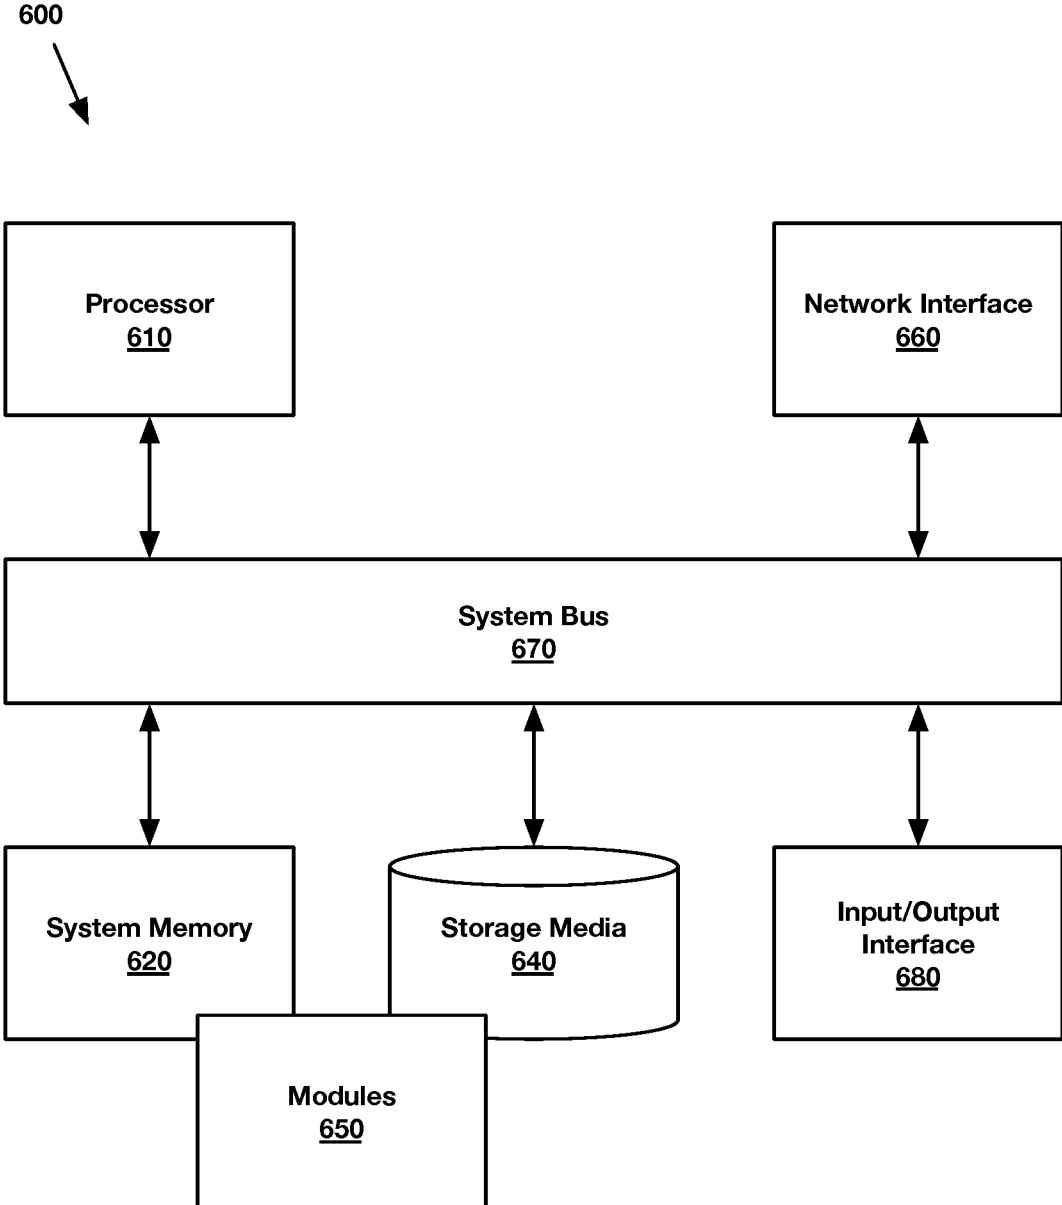 600
Processor
610
Network Interface
660
System Bus
670
System Memory
620
Storage Media
640
Input/Output
Interface
680
Modules
650